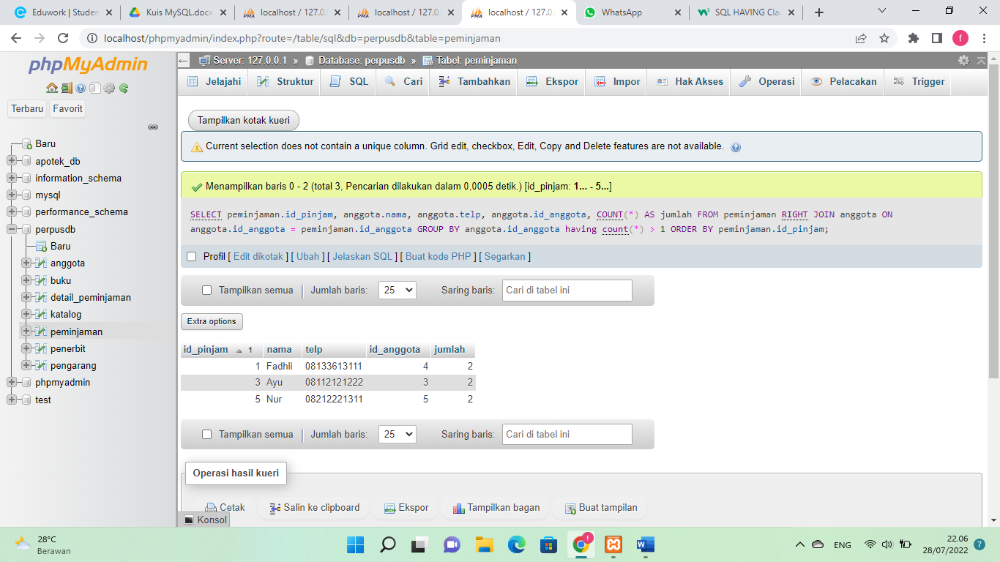 Eduwork | Studen
Kuis MySQL.docx
localhost / 127.0.
localhost / 127.0.
localhost / 127.0.
WhatsApp
SQL HAVING Cla
localhost/phpmyadmin/index.php?route=/table/sql&db=perpusdb&table=peminjaman
f
phpMyAdmin
Terbaru
Favorit
Baru
apotek_db
information_schema
mysql
performance_schema
perpusdb
Baru
anggota
buku
detail_peminjaman
katalog
peminjaman
penerbit
pengarang
phpmyadmin
test
Server: 127.0.0.1 » Database: perpusdb » Tabel: peminjaman
Jelajahi Struktur SQL Cari Tambahkan Ekspor Impor Hak Akses Operasi Pelacakan Trigger
Tampilkan kotak kueri
Current selection does not contain a unique column. Grid edit, checkbox, Edit, Copy and Delete features are not available.
Menampilkan baris 0 - 2 (total 3, Pencarian dilakukan dalam 0,0005 detik.) [id_pinjam: 1... - 5...]
SELECT peminjaman.id_pinjam, anggota.nama, anggota.telp, anggota.id_anggota, COUNT(*) AS jumlah FROM peminjaman RIGHT JOIN anggota ON
anggota.id_anggota = peminjaman.id_anggota GROUP BY anggota.id_anggota having count(*) > 1 ORDER BY peminjaman.id_pinjam;
Profil [ Edit dikotak ] [ Ubah ] [ Jelaskan SQL ] [ Buat kode PHP ] [ Segarkan ]
Tampilkan semua | Jumlah baris: 25 Saring baris: Cari di tabel ini
Extra options
id_pinjam 1 nama telp id_anggota jumlah
1 Fadhli 08133613111 4 2
3 Ayu 08112121222 3 2
5 Nur 08212221311 5 2
Tampilkan semua | Jumlah baris: 25 Saring baris: Cari di tabel ini
Operasi hasil kueri
Cetak Salin ke clipboard Ekspor Tampilkan bagan Buat tampilan
Konsol
28°C
Berawan
f
ENG
22.06
28/07/2022
7